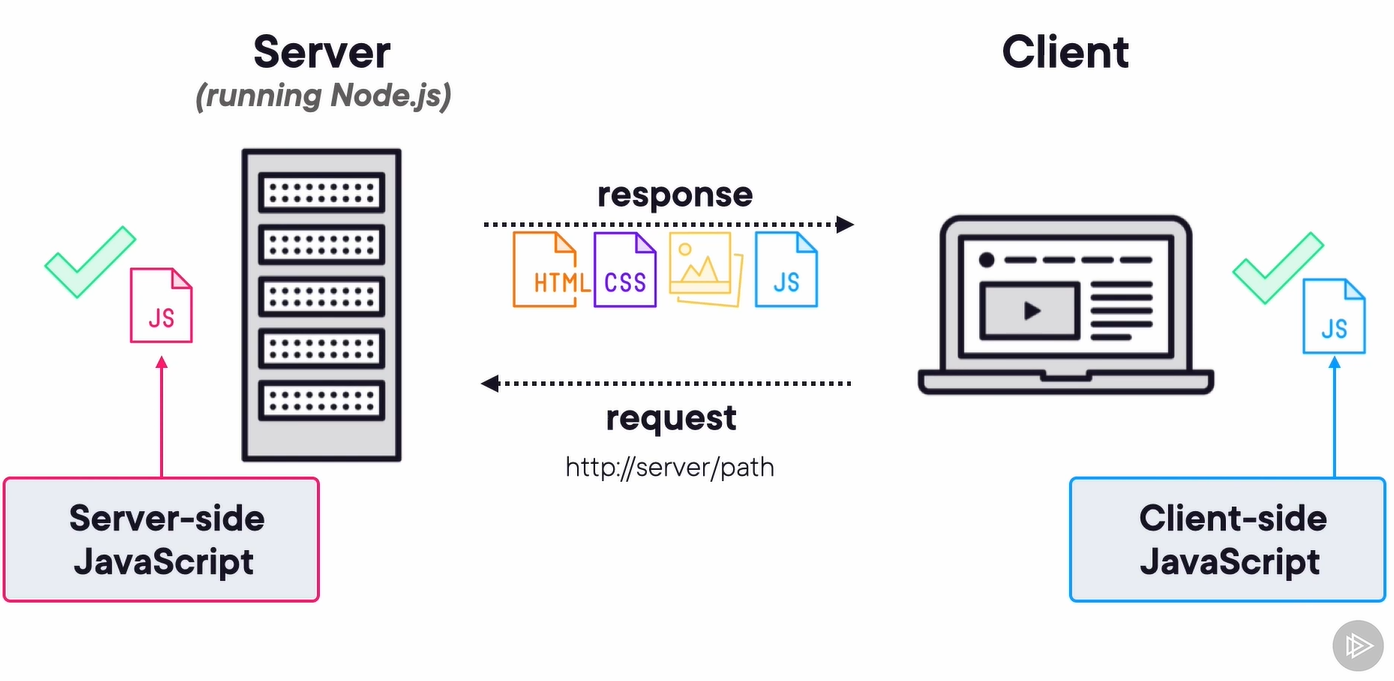 Server
(running Node.js)
Client
response
HTML
CSS
JS
JS
JS
request
http://server/path
Server-side
JavaScript
Client-side
JavaScript